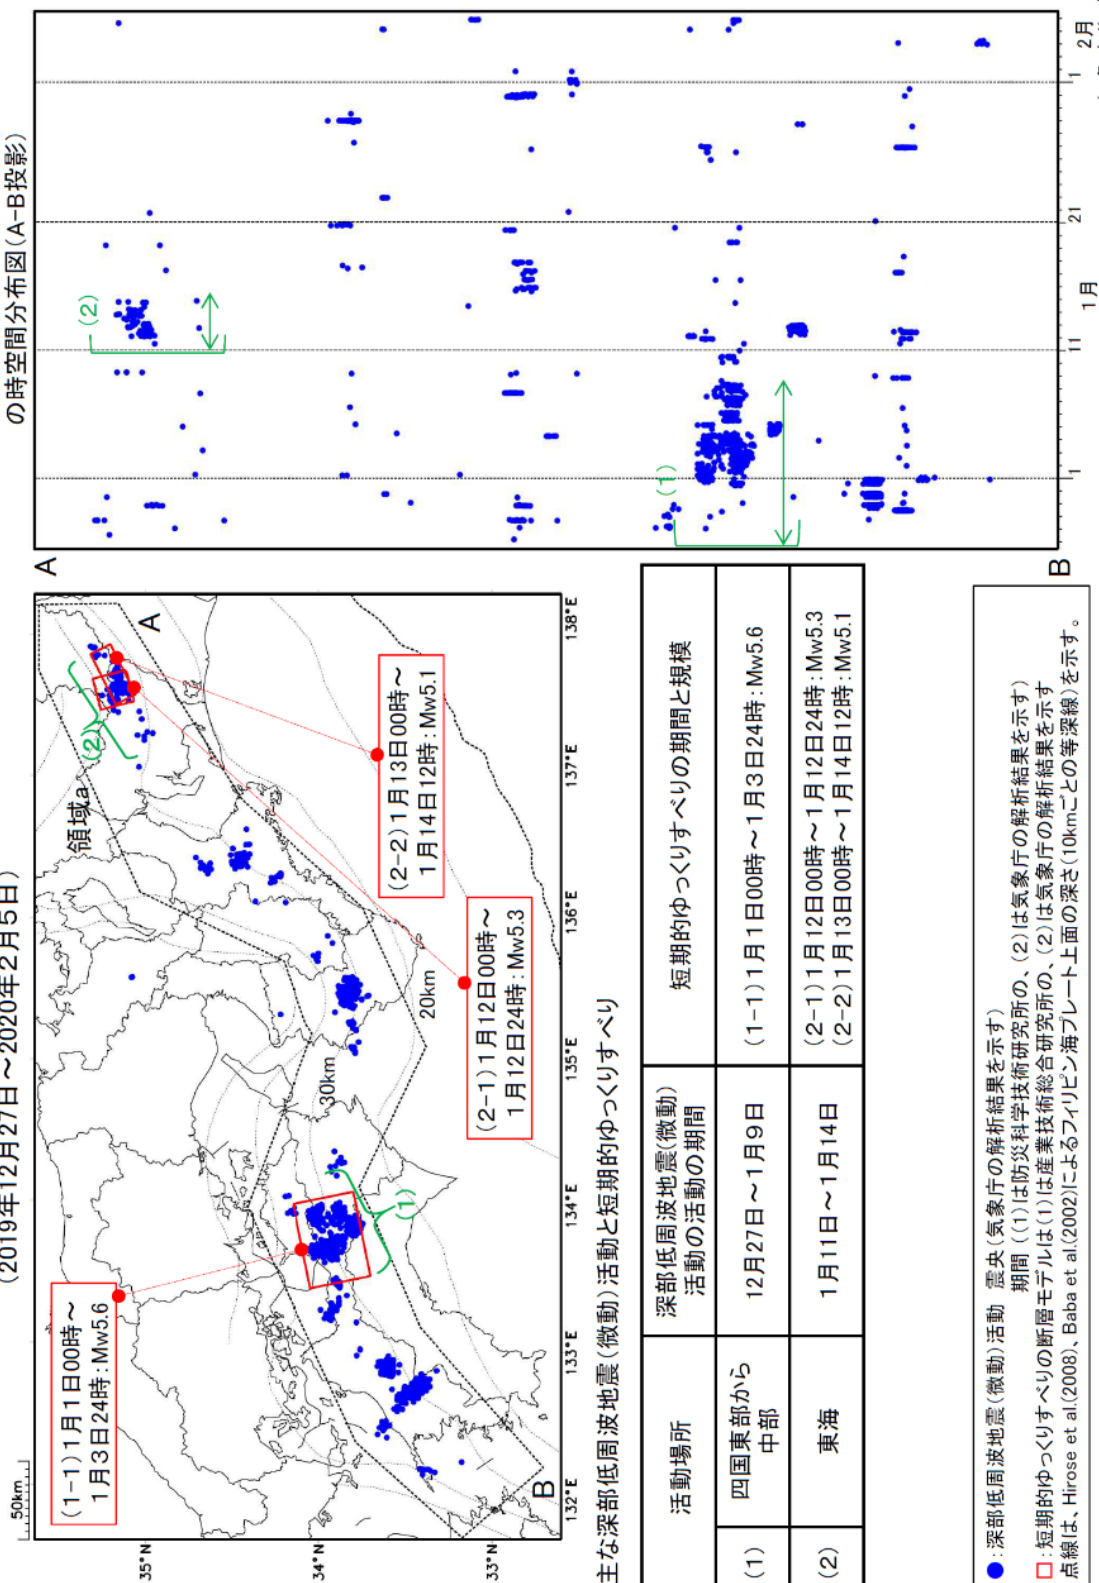 (2019年12月27日~2020年2月5日)
50km
35°N
34°N
33°N
132°E
133°E
134°E
135°E
136°E
137°E
138°E
(1-1)1月1日00時~
1月3日24時:Mw5.6
(1)
30km
20km
領域a
(2)
A
B
(2-1)1月12日00時~
1月12日24時:Mw5.3
(2-2)1月13日00時~
1月14日12時:Mw5.1
の時空間分布図(A-B投影)
A
B
(2)
(1)
1
11
21
1
1月
2月
主な深部低周波地震(微動)活動と短期的ゆっくりすべり
活動場所
深部低周波地震(微動)
活動の活動の期間
短期的ゆっくりすべりの期間と規模
(1)
四国東部から
中部
12月27日~1月9日
(1-1)1月1日00時~1月3日24時:Mw5.6
(2)
東海
1月11日~1月14日
(2-1)1月12日00時~1月12日24時:Mw5.3
(2-2)1月13日00時~1月14日12時:Mw5.1
●:深部低周波地震(微動)活動 震央(気象庁の解析結果を示す)
期間((1)は防災科学技術研究所の、(2)は気象庁の解析結果を示す)
□:短期的ゆっくりすべりの断層モデルは(1)は産業技術総合研究所の、(2)は気象庁の解析結果を示す
点線は、Hirose et al.(2008)、Baba et al.(2002)によるフィリピン海プレート上面の深さ(10kmごとの等深線)を示す。